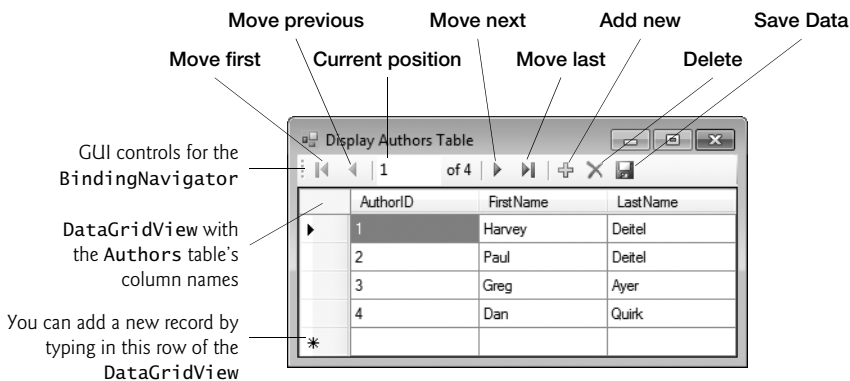 Move previous Move next Add new Save Data
Move first Current position Move last Delete
Display Authors Table
GUI controls for the
BindingNavigator
1 of 4
AuthorID FirstName LastName
DataGridView with
the Authors table's
column names
1 Harvey Deitel
2 Paul Deitel
3 Greg Ayer
4 Dan Quirk
You can add a new record by
typing in this row of the
DataGridView